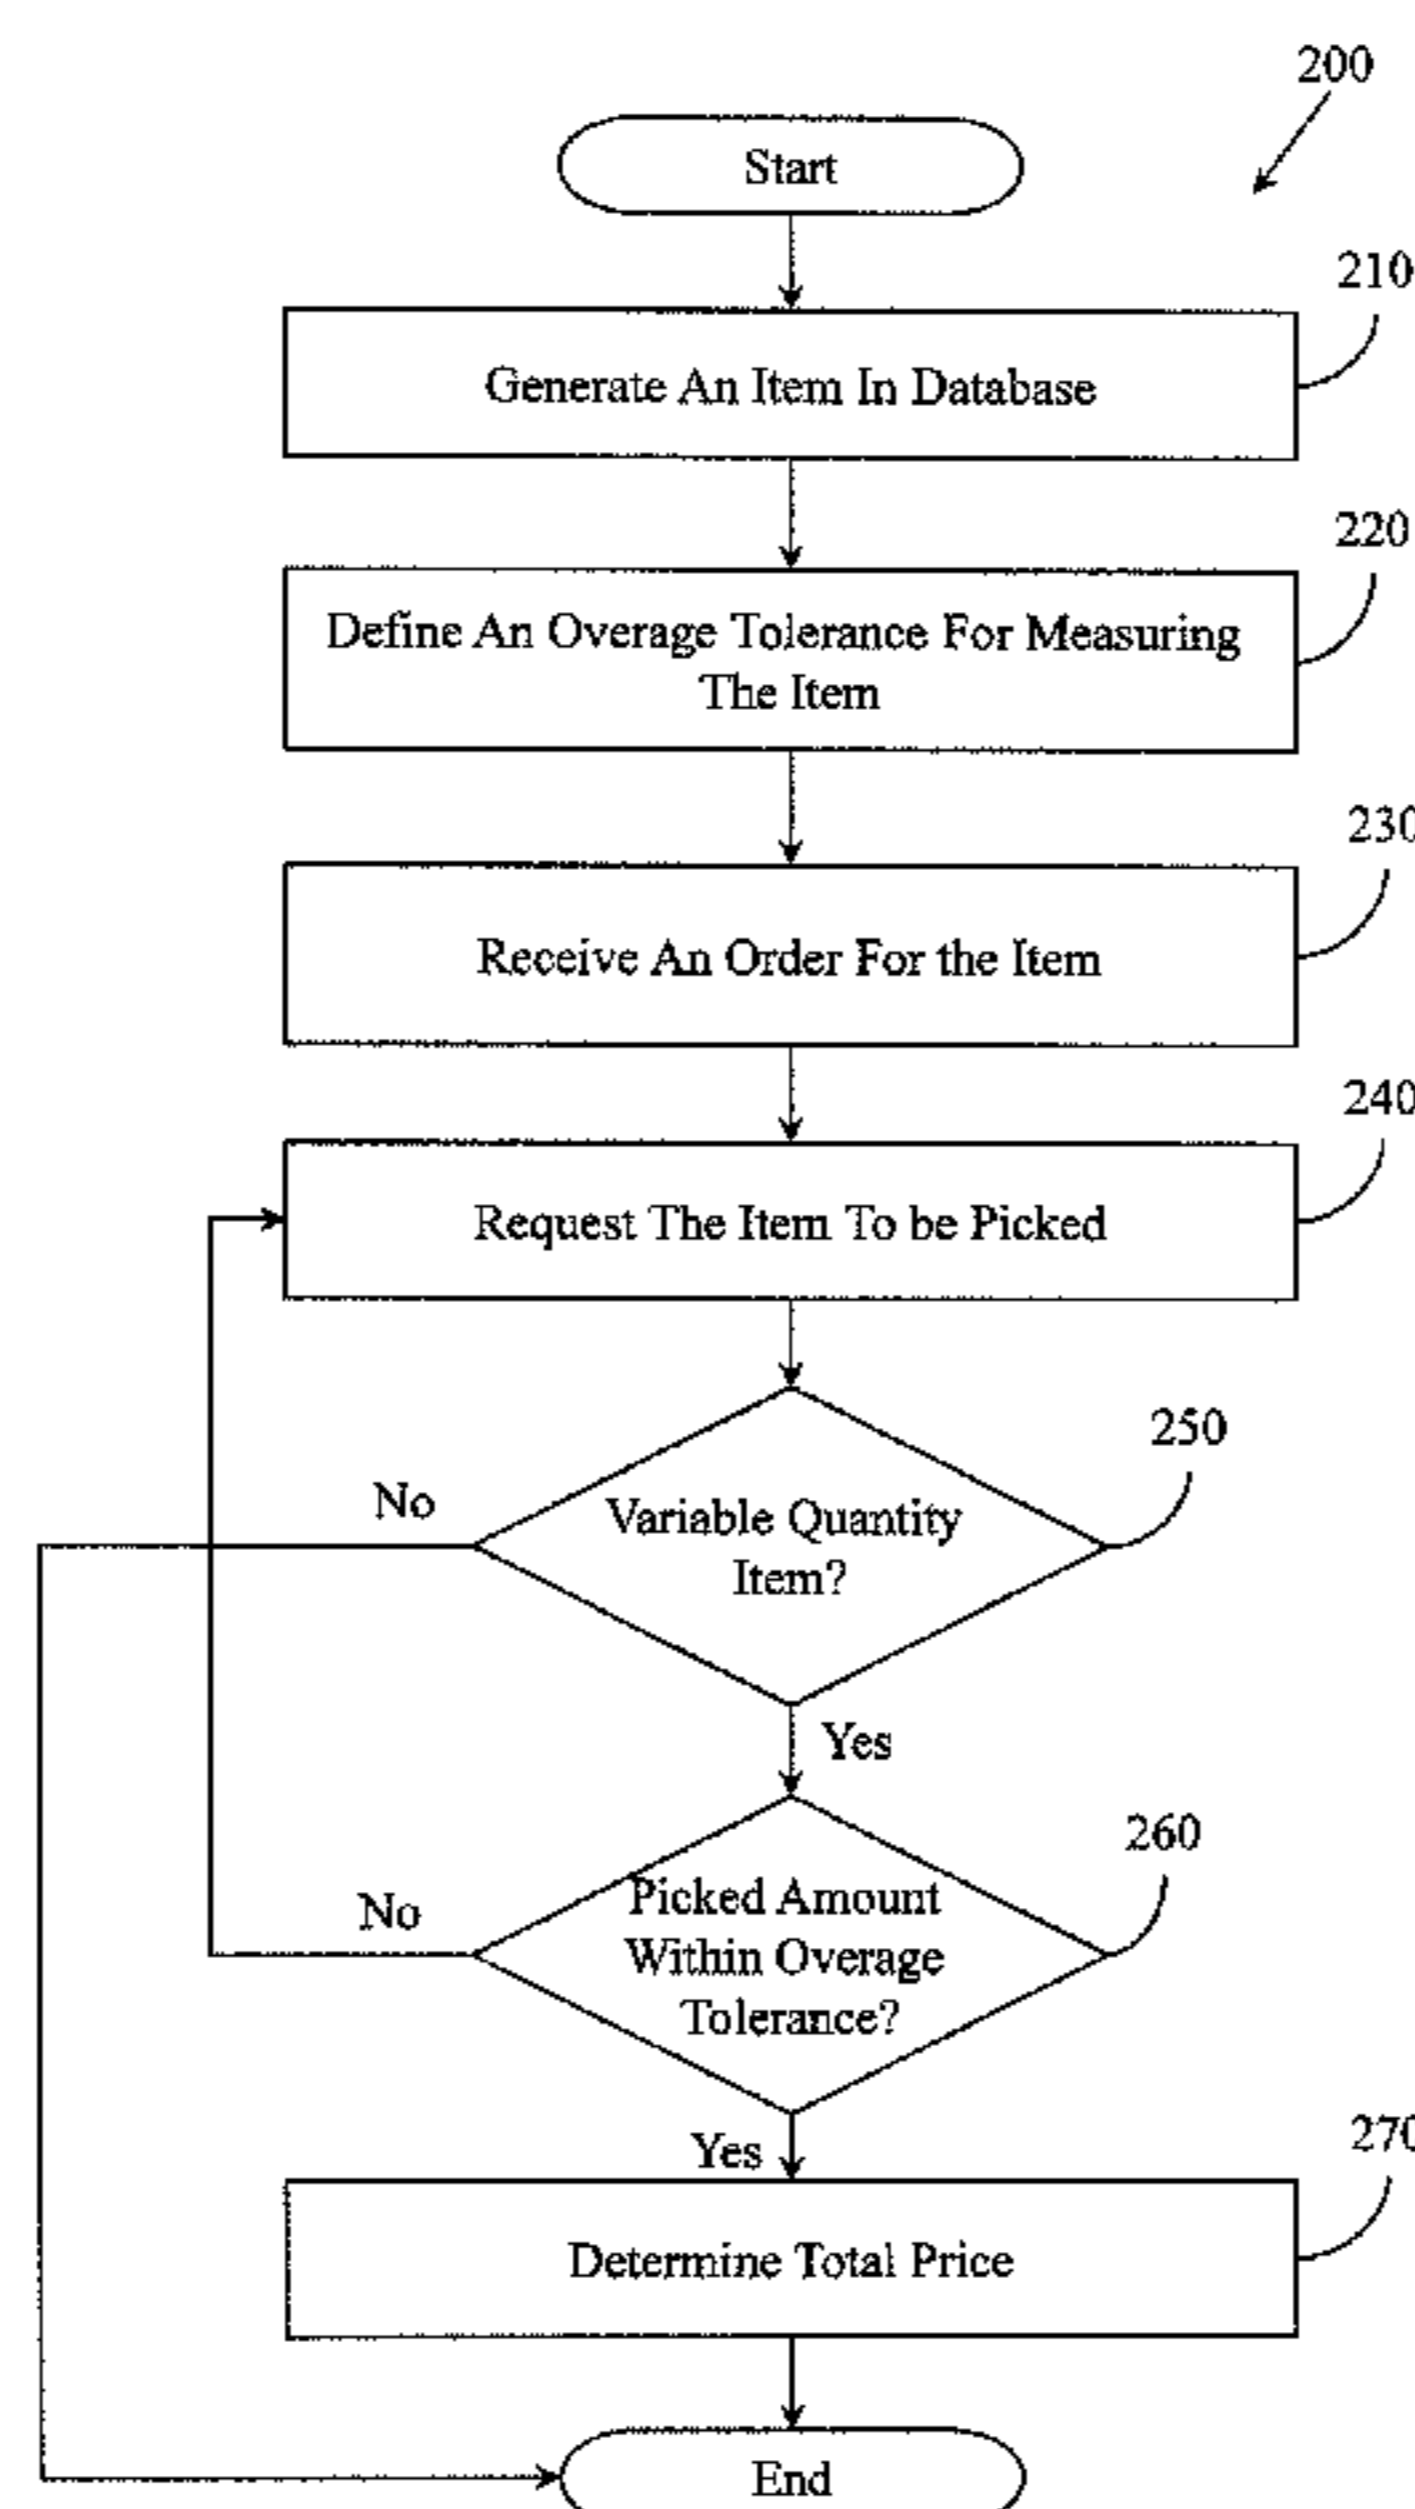 200
Start
210
Generate An Item In Database
220
Define An Overage Tolerance For Measuring
The Item
230
Receive An Order For the Item
240
Request The Item To be Picked
250
No
Variable Quantity
Item?
Yes
260
No
Picked Amount
Within Overage
Tolerance?
270
Yes
Determine Total Price
End